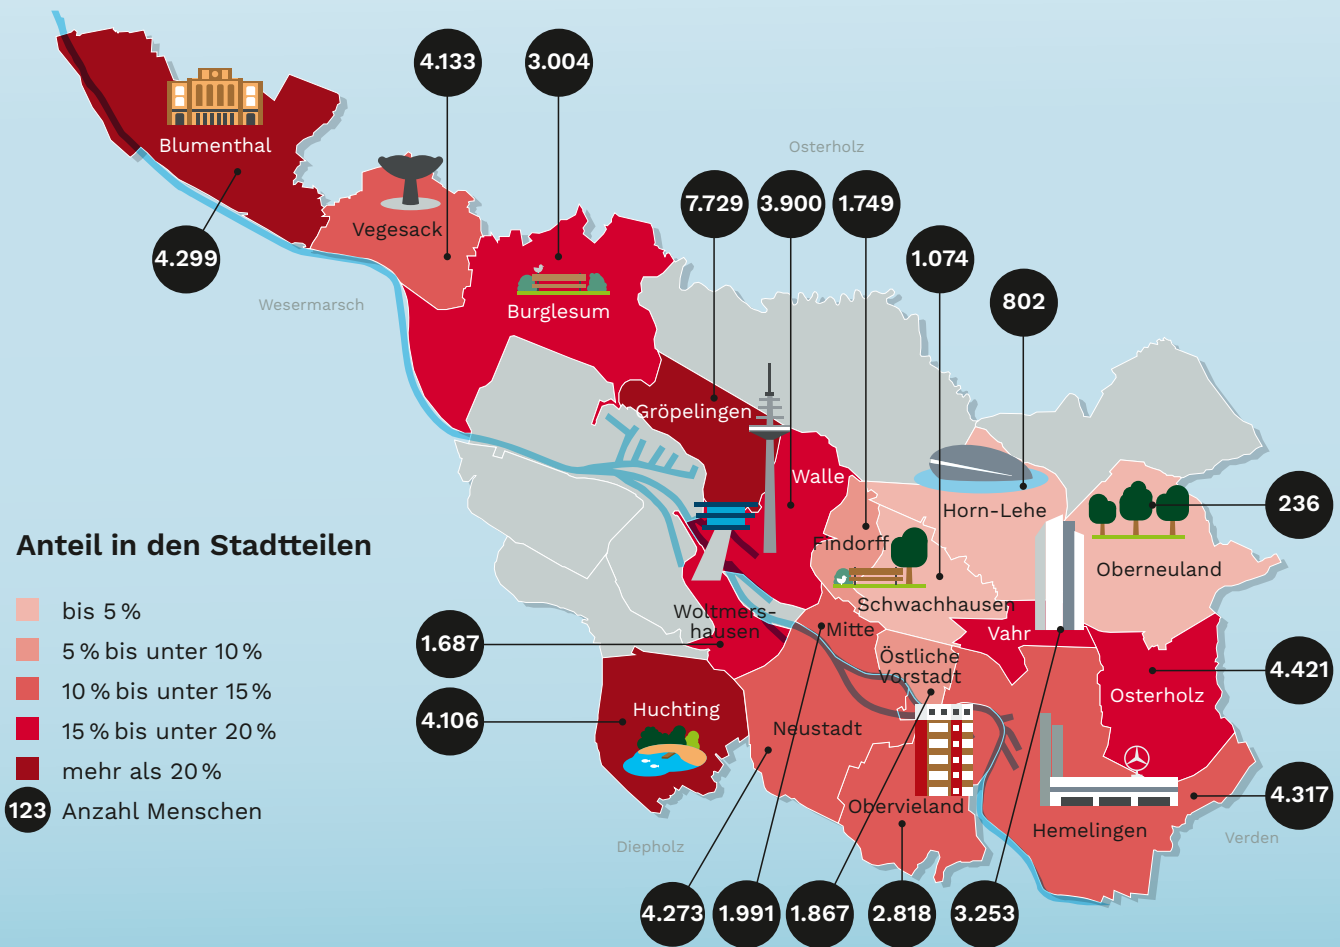 4.133
3.004
Blumenthal
Osterholz
7.729
3.900
1.749
Vegesack
4.299
1.074
Wesermarsch
802
Burglesum
Gröpelingen
Walle
236
Horn-Lehe
Anteil in den Stadtteilen
Findorff
Oberneuland
bis 5 %
Schwachhausen
Woltmers-
hausen
Mitte
Vahr
1.687
5 % bis unter 10 %
Östliche
Vorstadt
4.421
10 % bis unter 15 %
Osterholz
Huchting
4.106
15 % bis unter 20 %
Neustadt
mehr als 20 %
4.317
Obervieland
123 Anzahl Menschen
Hemelingen
Diepholz
Verden
4.273
1.991
1.867
2.818
3.253